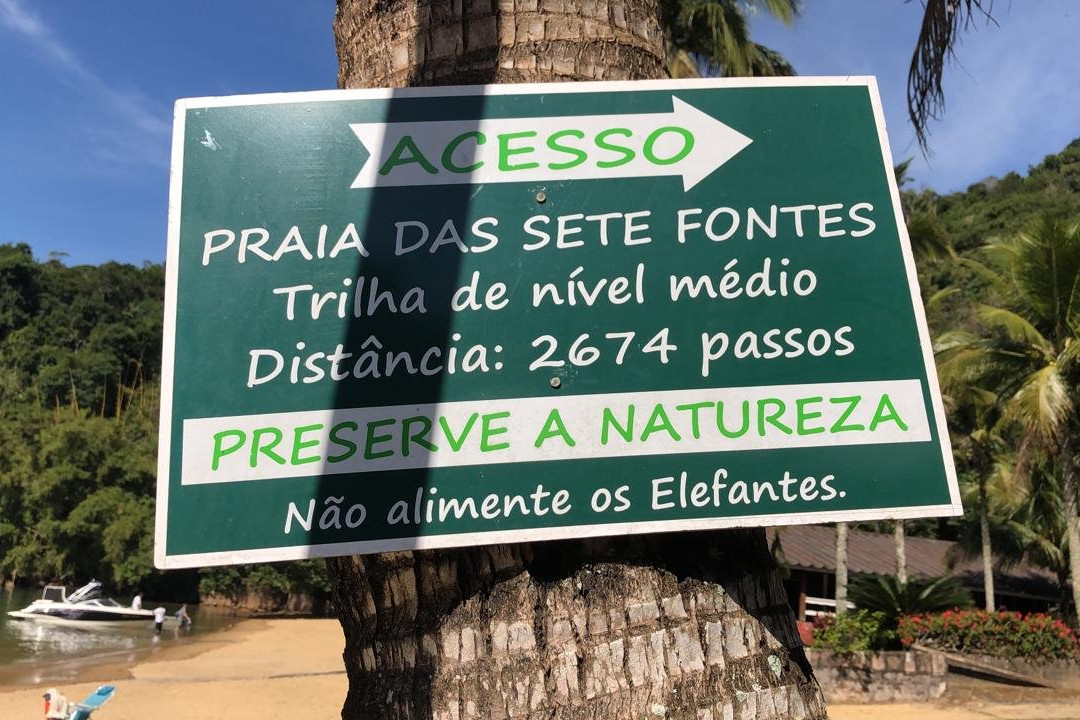 ACESSO
PRAIA DAS SETE FONTES
Trilha de nível médio
Distância: 2674 passos
PRESERVE A NATUREZA
Não alimente os Elefantes.